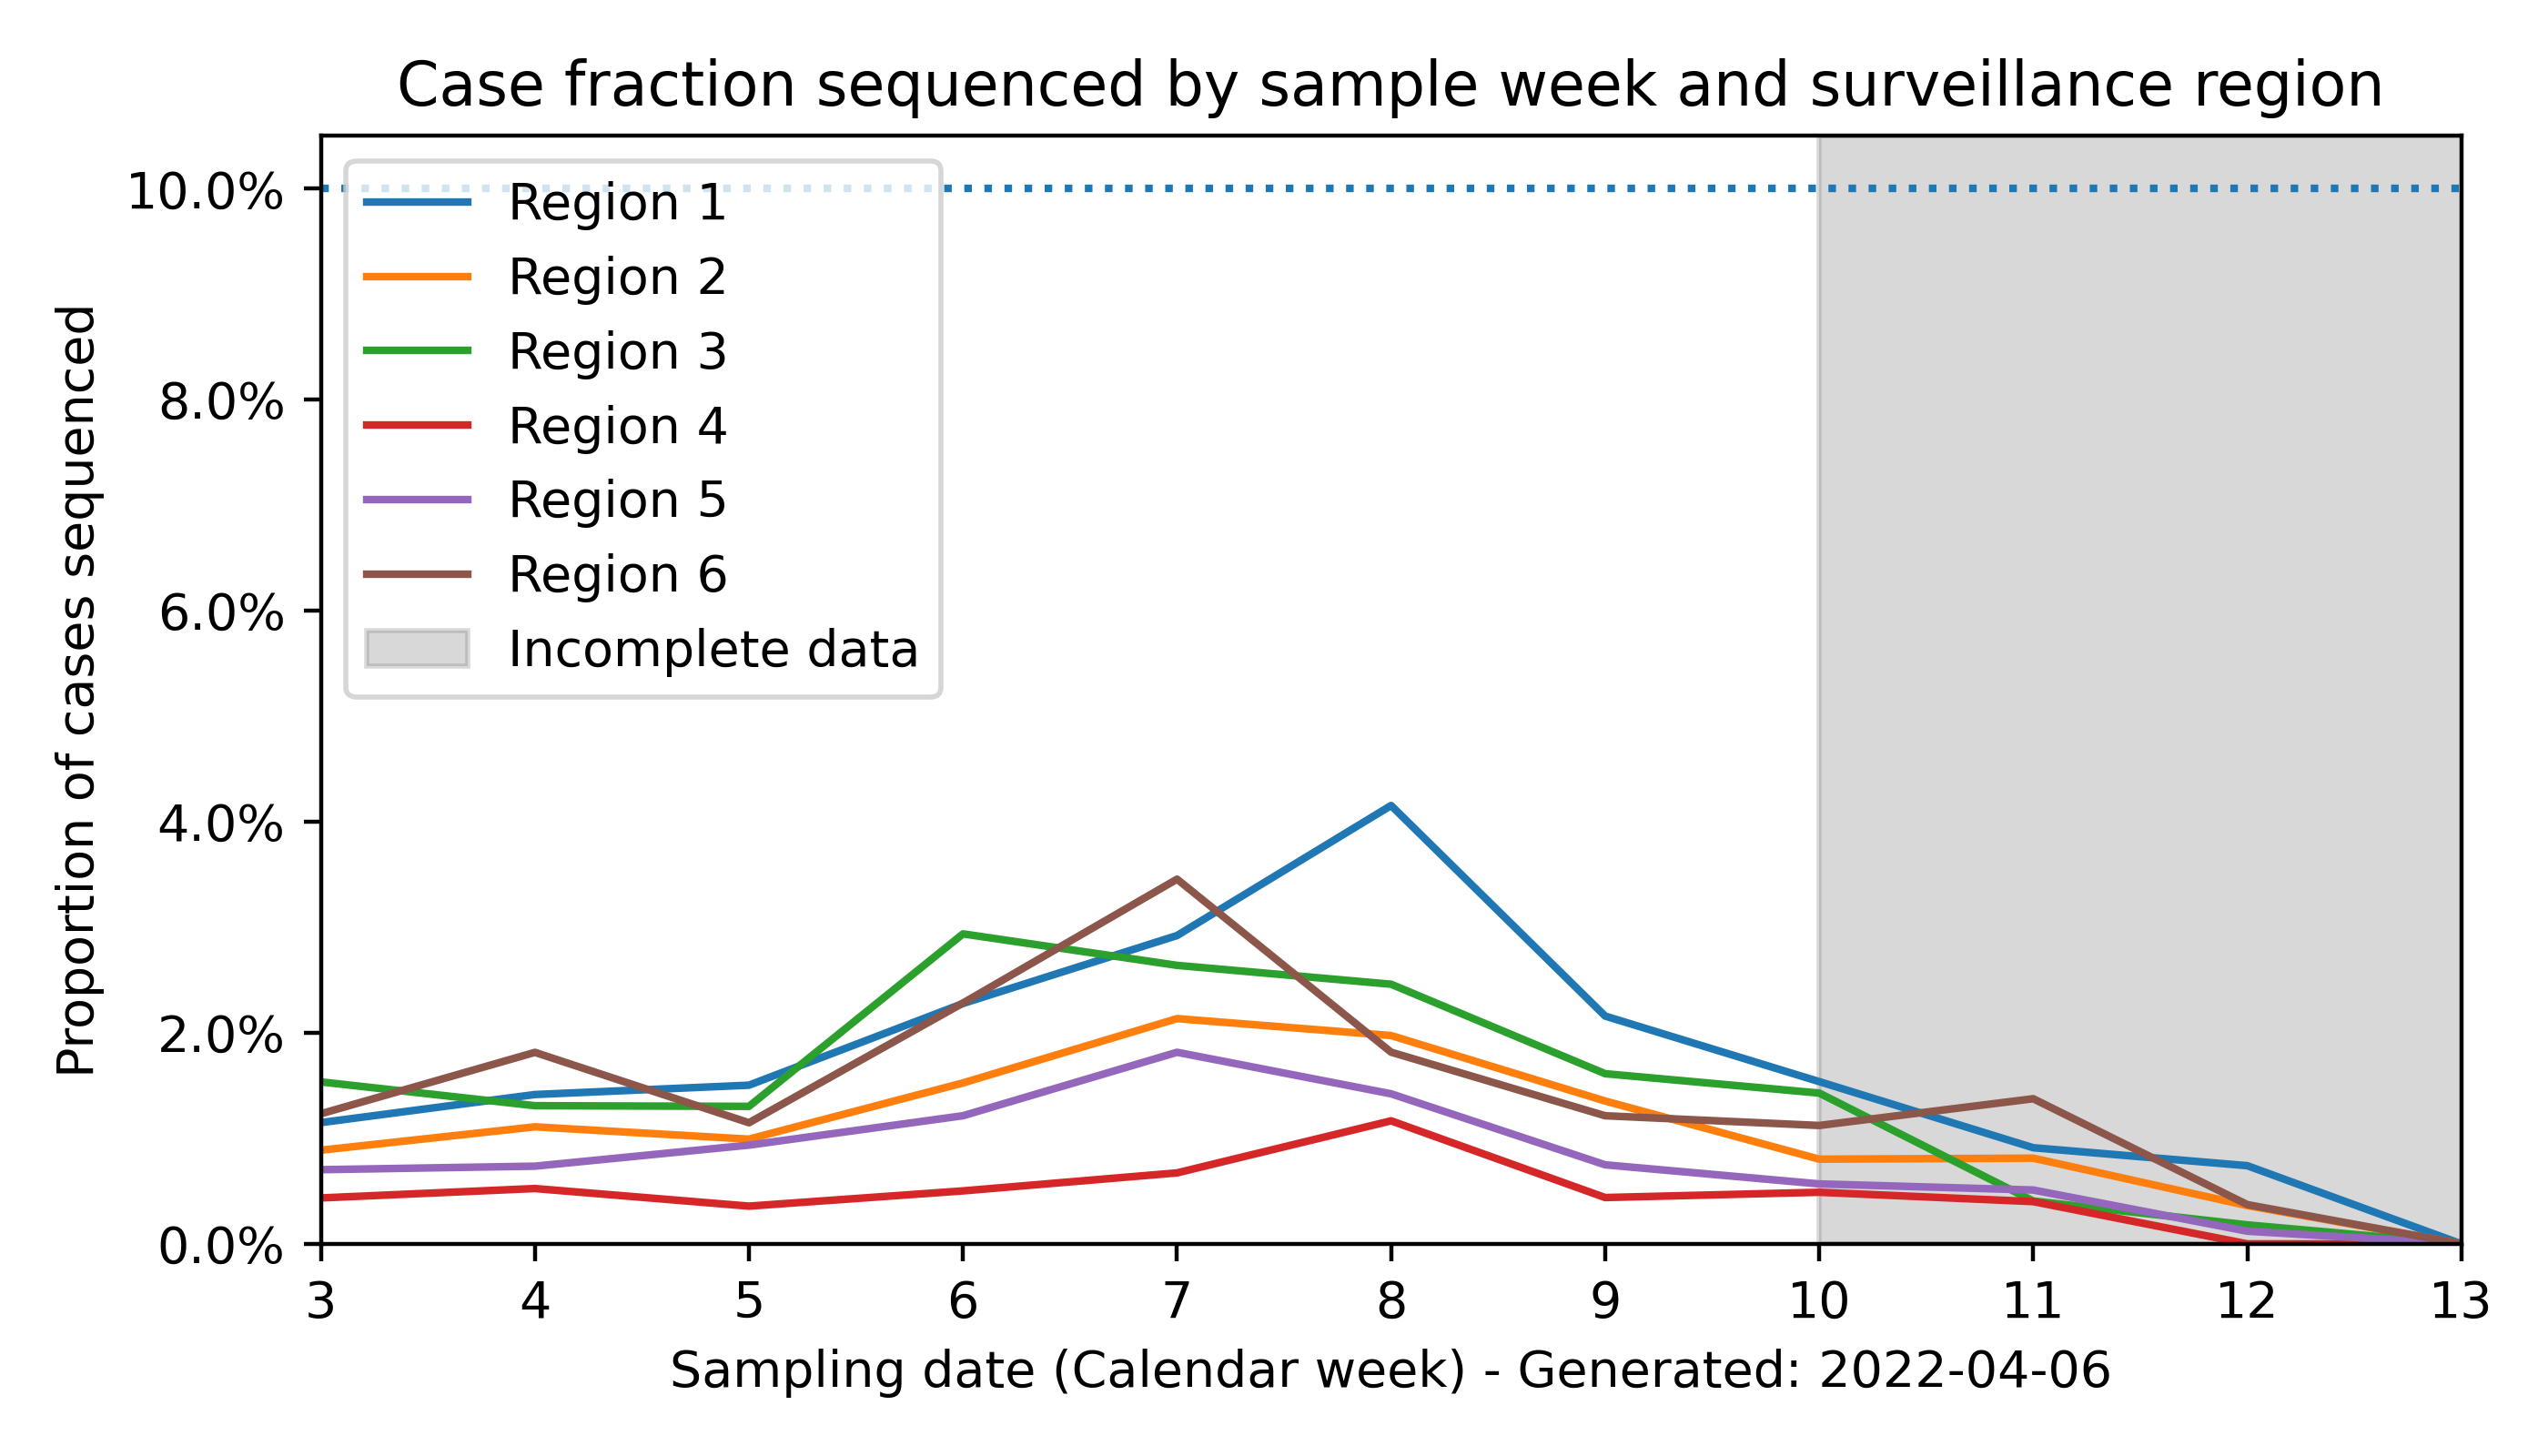 Case fraction sequenced by sample week and surveillance region
Proportion of cases sequenced
10.0%
8.0%
6.0%
4.0%
2.0%
0.0%
Region 1
Region 2
Region 3
Region 4
Region 5
Region 6
Incomplete data
3 4 5 6 7 8 9 10 11 12 13
Sampling date (Calendar week) - Generated: 2022-04-06